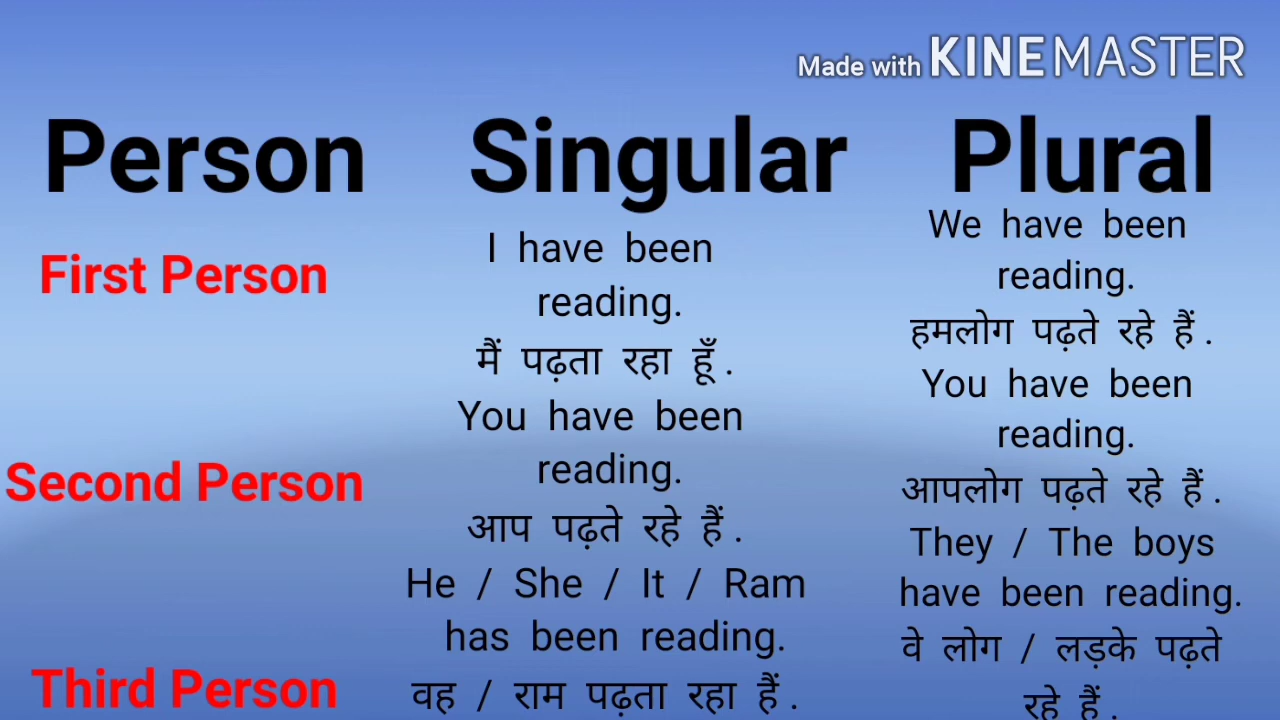 Made with KINEMASTER
Person Singular Plural
First Person
I have been
reading.
मैं पढ़ता रहा हूँ .
We have been
reading.
हमलोग पढ़ते रहे हैं .
Second Person
You have been
reading.
आप पढ़ते रहे हैं .
You have been
reading.
आपलोग पढ़ते रहे हैं .
Third Person
He / She / It / Ram
has been reading.
वह / राम पढ़ता रहा हैं .
They / The boys
have been reading.
वे लोग / लड़के पढ़ते
रहे हैं .